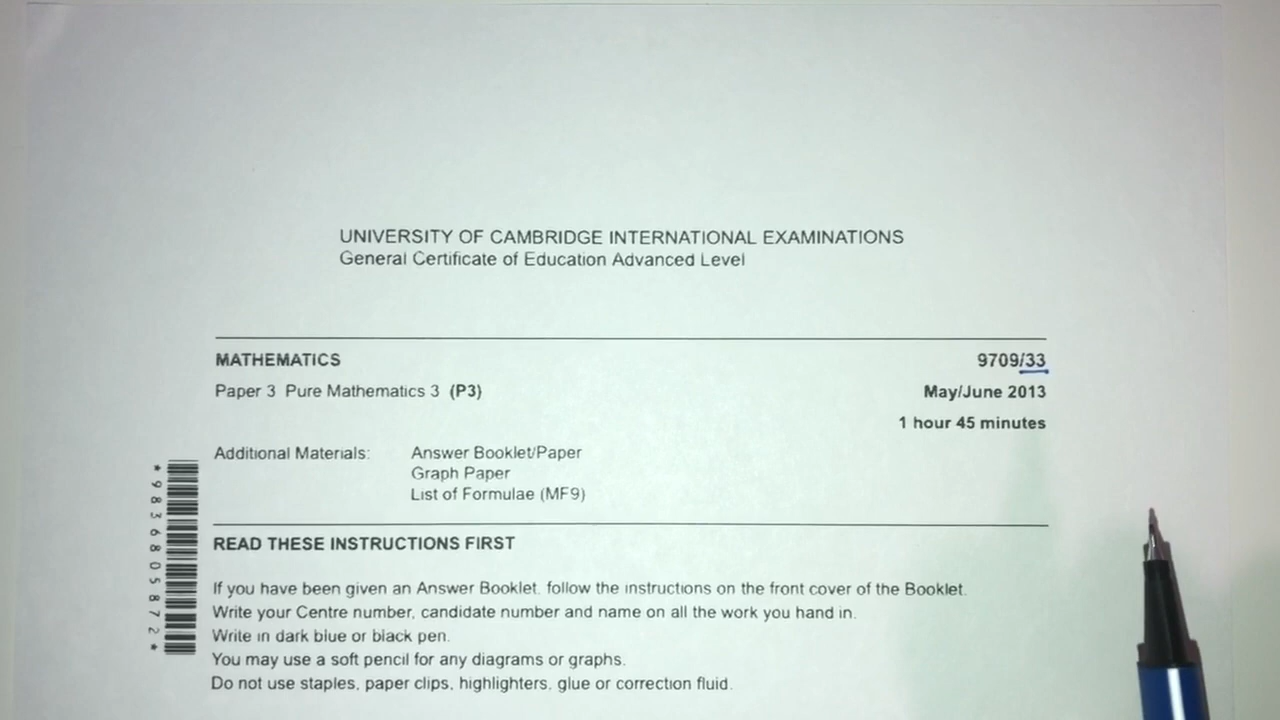 UNIVERSITY OF CAMBRIDGE INTERNATIONAL EXAMINATIONS
General Certificate of Education Advanced Level
MATHEMATICS 9709/33
Paper 3 Pure Mathematics 3 (P3) May/June 2013
1 hour 45 minutes
Additional Materials: Answer Booklet/Paper
Graph Paper
List of Formulae (MF9)
*9836805872*
READ THESE INSTRUCTIONS FIRST
If you have been given an Answer Booklet, follow the instructions on the front cover of the Booklet.
Write your Centre number, candidate number and name on all the work you hand in.
Write in dark blue or black pen.
You may use a soft pencil for any diagrams or graphs.
Do not use staples, paper clips, highlighters, glue or correction fluid.